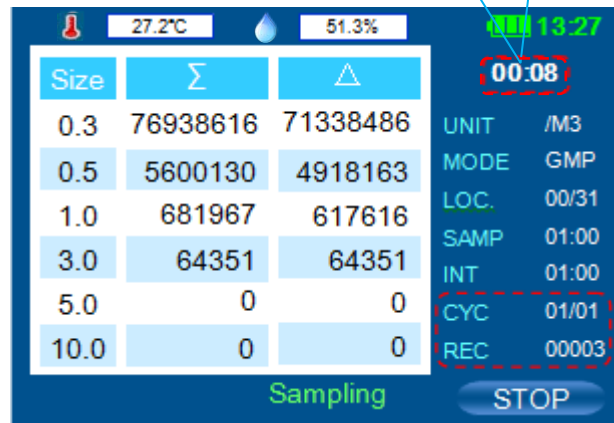 27.2°C 51.3% 13:27
Size Σ △ 00:08
0.3 76938616 71338486 UNIT /M3
0.5 5600130 4918163 MODE GMP
1.0 681967 617616 LOC. 00/31
3.0 64351 64351 SAMP 01:00
INT 01:00
5.0 0 0 CYC 01/01
10.0 0 0 REC 00003
Sampling STOP